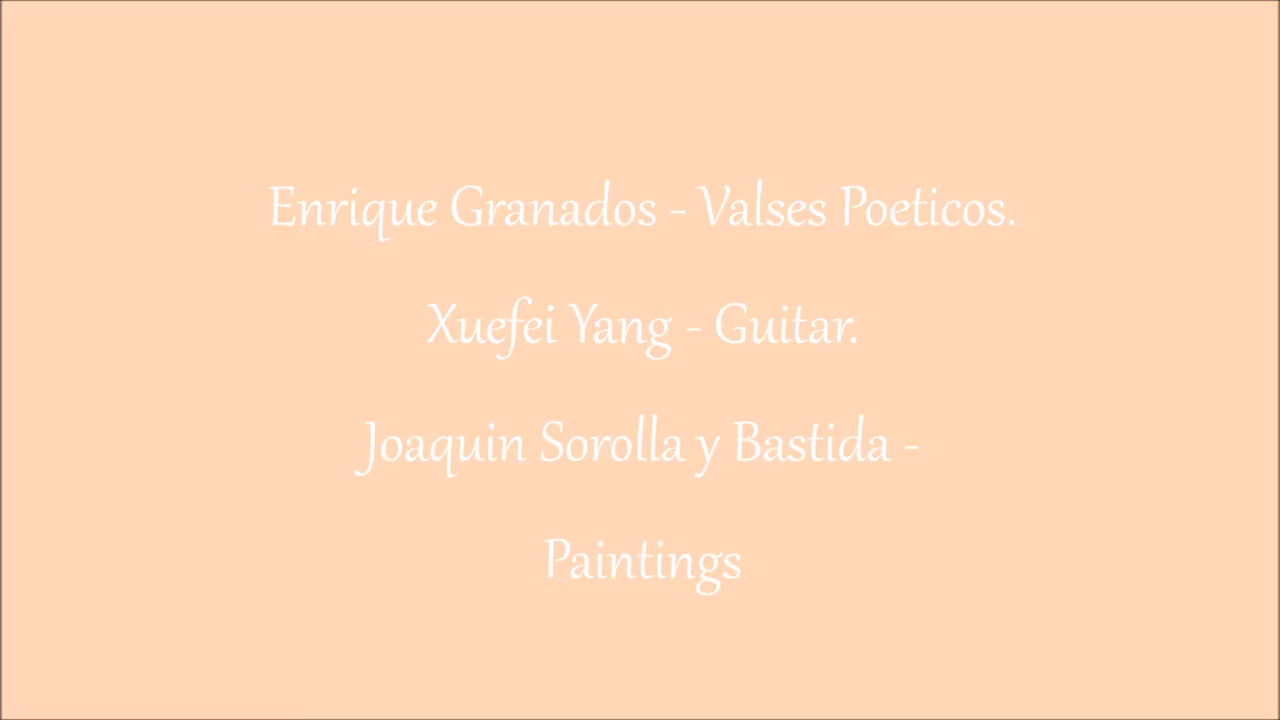 Enrique Granados - Valses Poeticos.
Xuefei Yang - Guitar.
Joaquin Sorolla y Bastida -
Paintings